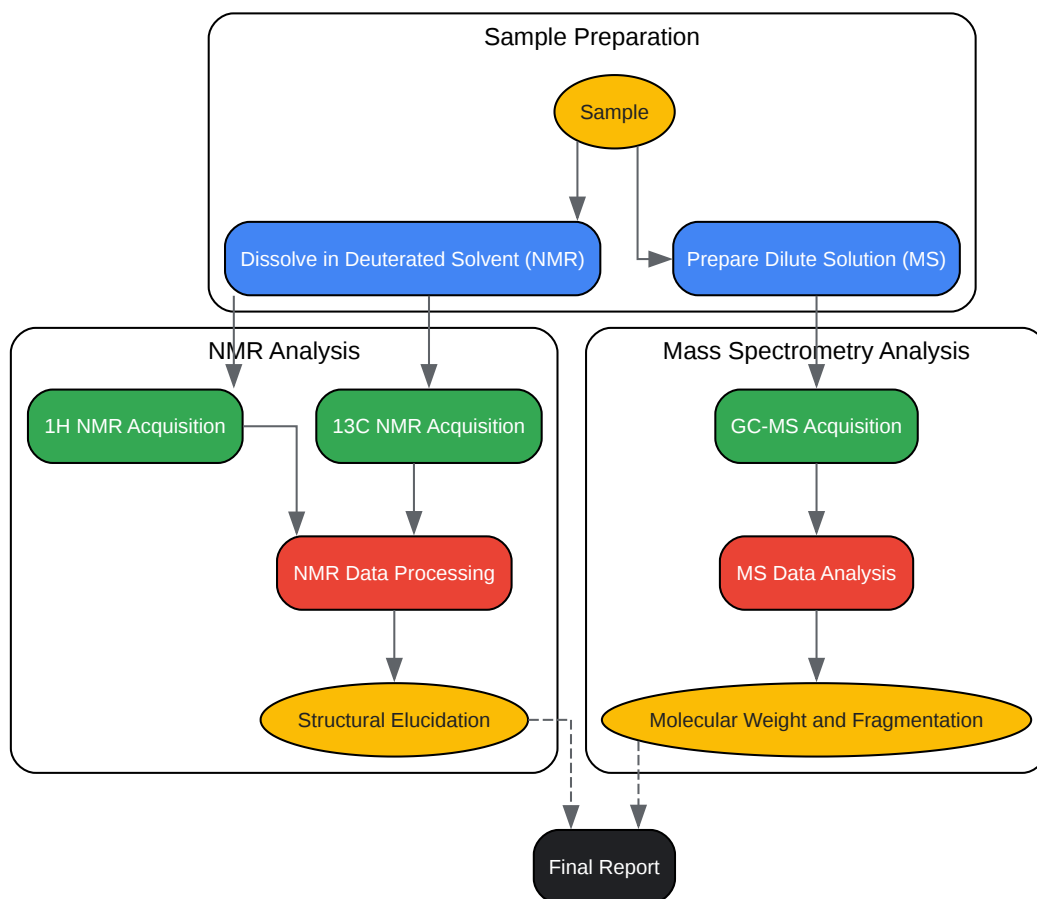 Sample Preparation
Sample
Dissolve in Deuterated Solvent (NMR)
Prepare Dilute Solution (MS)
NMR Analysis
Mass Spectrometry Analysis
1H NMR Acquisition
13C NMR Acquisition
GC-MS Acquisition
NMR Data Processing
MS Data Analysis
Structural Elucidation
Molecular Weight and Fragmentation
Final Report